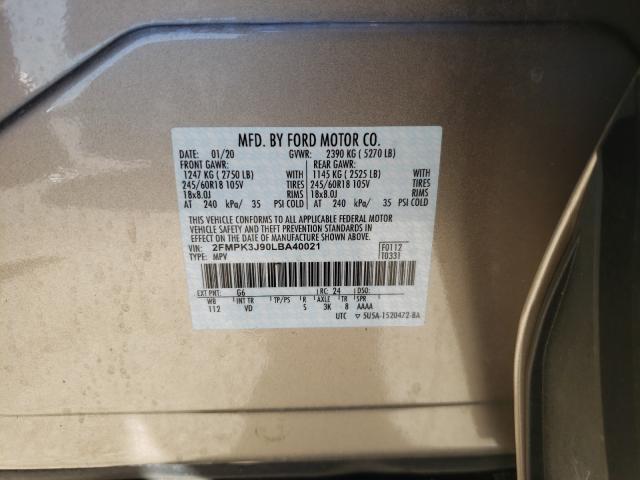 MFD. BY FORD MOTOR CO.
DATE: 01/20 GVWR: 2390 KG ( 5270 LB)
FRONT GAWR: REAR GAWR:
1247 KG ( 2750 LB) WITH 1145 KG ( 2525 LB) WITH
245/60R18 105V TIRES 245/60R18 105V TIRES
18x8.0J RIMS 18x8.0J RIMS
AT 240 kPa/ 35 PSI COLD AT 240 kPa/ 35 PSI COLD
THIS VEHICLE CONFORMS TO ALL APPLICABLE FEDERAL MOTOR
VEHICLE SAFETY AND THEFT PREVENTION STANDARDS IN
EFFECT ON THE DATE OF MANUFACTURE SHOWN ABOVE.
VIN: 2FMPK3J90LBA40021 F0112
TYPE: MPV T0331
EXT PNT: G6 RC: 24 DSO:
WB INT TR TP/PS R AXLE TR SPR
112 VD 5 3K 8 AAAA
UTC ▽ 5U5A-1520472-BA